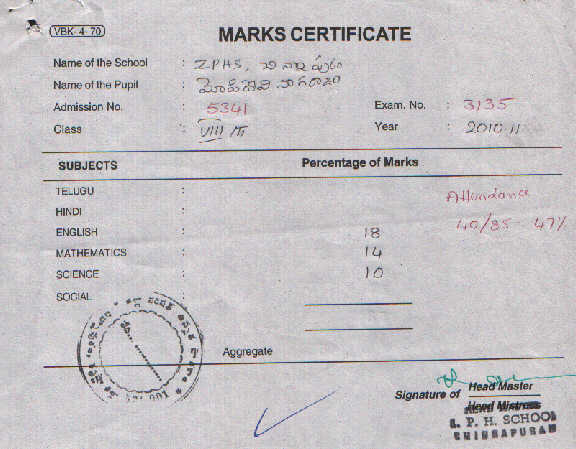 VBK-4-70
MARKS CERTIFICATE
Name of the School : Z.P.H.S.
Name of the Pupil :
Admission No. : 5341 Exam. No. : 3135
Class : VIII Year : 2010-11
SUBJECTS Percentage of Marks
TELUGU :
HINDI : Attendance
ENGLISH : 18 40/85 - 47%
MATHEMATICS : 14
SCIENCE : 10
SOCIAL :
Aggregate
Signature of Head Master
Head Mistress
P. H. SCHOOL
CHINNAPURAM